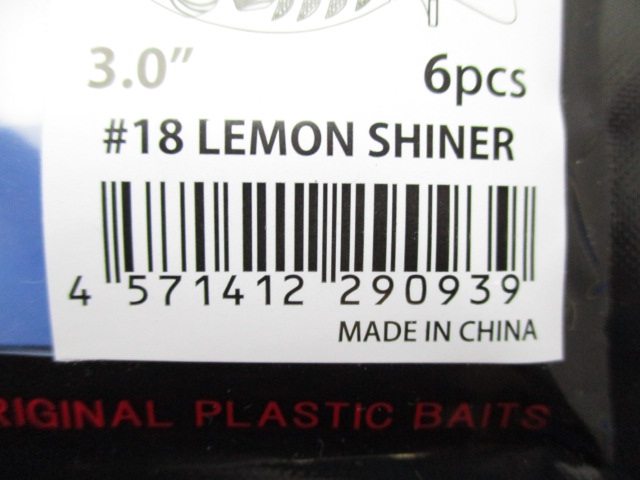 3.0” 6pcs
#18 LEMON SHINER
4 571412 290939
MADE IN CHINA
RIGINAL PLASTIC BAITS